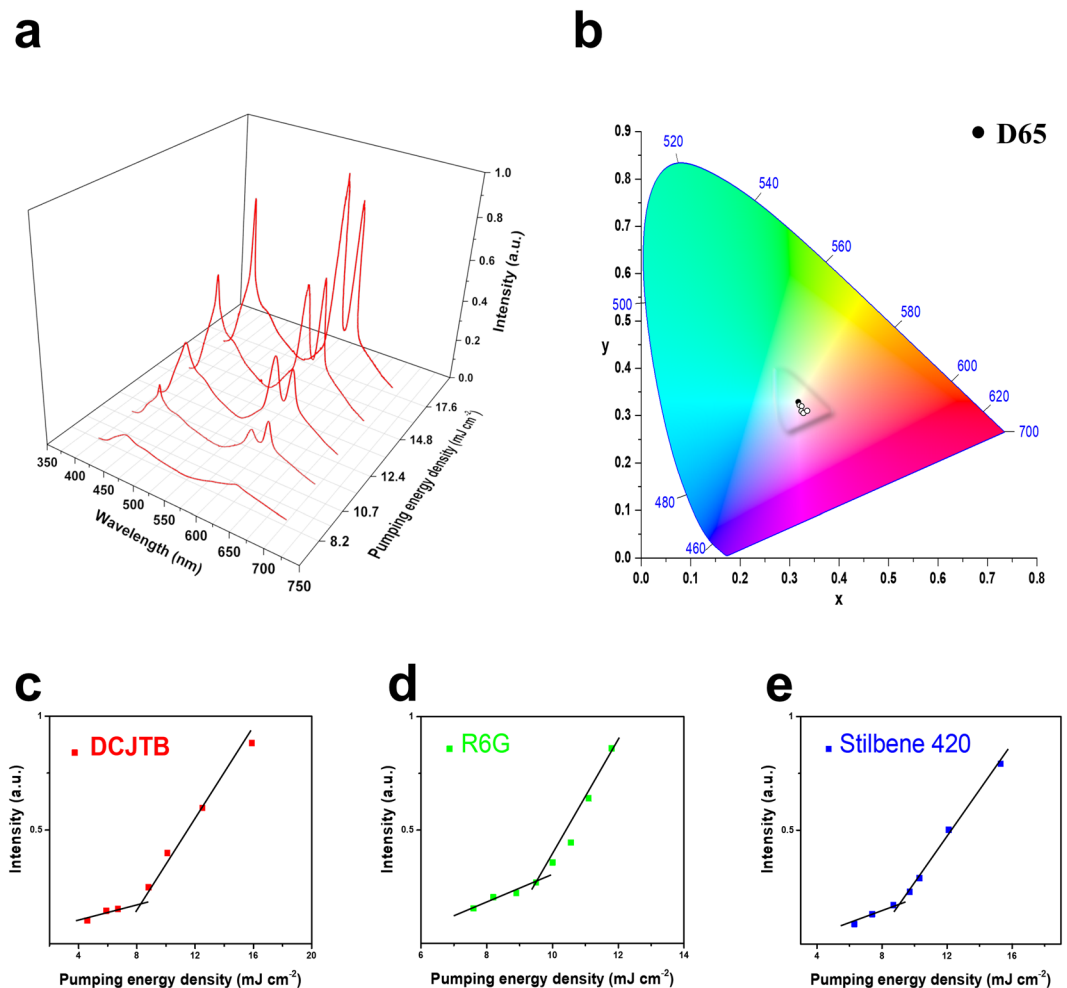 a
1.0
0.8
0.6
0.4
0.2
0.0
Intensity (a.u.)
17.6
14.8
12.4
10.7
8.2
Pumping energy density (mJ cm-2)
350
400
450
500
550
600
650
700
750
Wavelength (nm)
b
D65
0.9
0.8
0.7
0.6
0.5
0.4
0.3
0.2
0.1
0.0
y
520
540
560
580
600
620
700
500
480
460
0.0 0.1 0.2 0.3 0.4 0.5 0.6 0.7 0.8
x
c
1
0.5
Intensity (a.u.)
DCJTB
4 8 12 16 20
Pumping energy density (mJ cm-2)
d
1
0.5
Intensity (a.u.)
R6G
6 8 10 12 14
Pumping energy density (mJ cm-2)
e
1
0.5
Intensity (a.u.)
Stilbene 420
4 8 12 16
Pumping energy density (mJ cm-2)